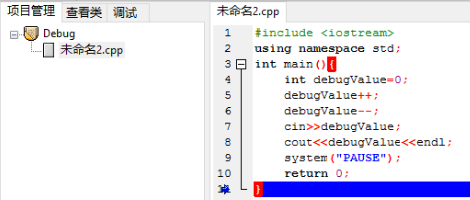 项目管理 查看类 调试
Debug
未命名2.cpp
未命名2.cpp
1 #include <iostream>
2 using namespace std;
3 int main(){
4 int debugValue=0;
5 debugValue++;
6 debugValue--;
7 cin>>debugValue;
8 cout<<debugValue<<endl;
9 system("PAUSE");
10 return 0;
}